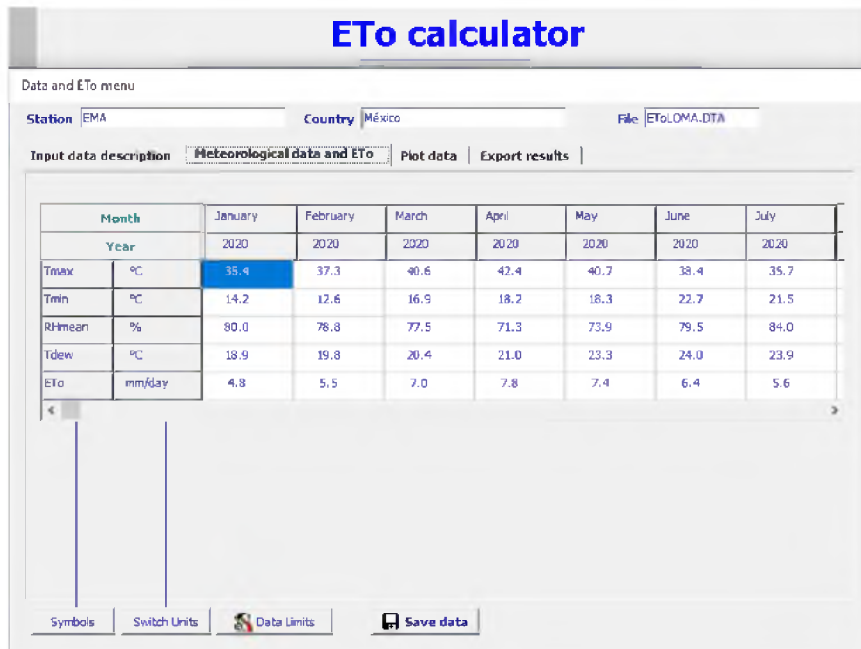 ETo calculator
Data and ETo menu
Station EMA Country México File EToLOMA.DTA
Input data description Meteorological data and ETo Plot data Export results
Month January February March April May June July
Year 2020 2020 2020 2020 2020 2020 2020
Tmax ºC 35.4 37.3 40.6 42.4 40.7 38.4 35.7
Tmin ºC 14.2 12.6 16.9 18.2 18.3 22.7 21.5
RHmean % 80.0 78.8 77.5 71.3 73.9 79.5 84.0
Tdew ºC 18.9 19.8 20.4 21.0 23.3 24.0 23.9
ETo mm/day 4.8 5.5 7.0 7.8 7.4 6.4 5.6
Symbols Switch Units Data Limits Save data